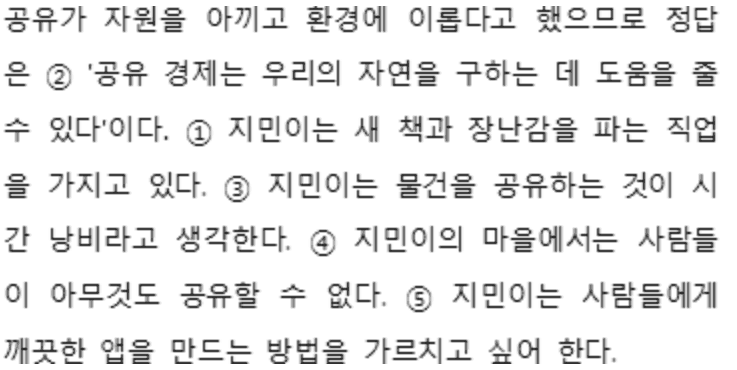 공유가 자원을 아끼고 환경에 이롭다고 했으므로 정답
은 ② '공유 경제는 우리의 자연을 구하는 데 도움을 줄
수 있다'이다. ① 지민이는 새 책과 장난감을 파는 직업
을 가지고 있다. ③ 지민이는 물건을 공유하는 것이 시
간 낭비라고 생각한다. ④ 지민이의 마을에서는 사람들
이 아무것도 공유할 수 없다. ⑤ 지민이는 사람들에게
깨끗한 앱을 만드는 방법을 가르치고 싶어 한다.